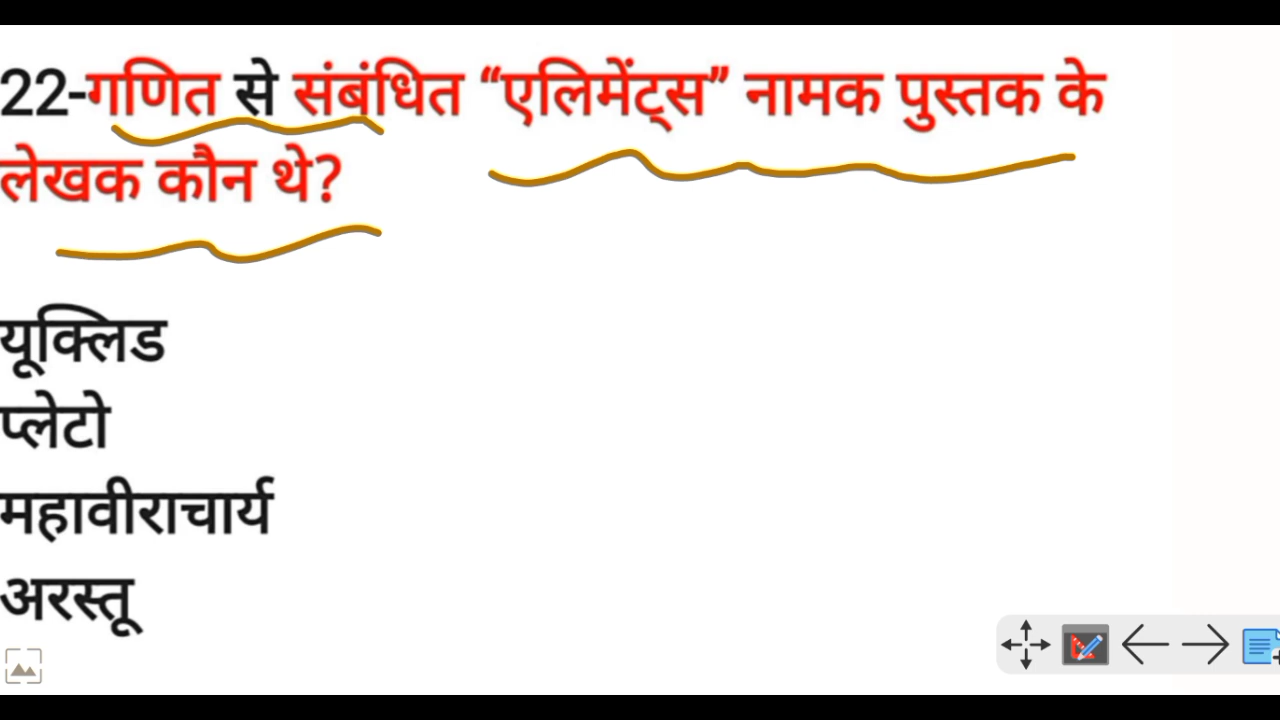 22-गणित से संबंधित “एलिमेंट्स” नामक पुस्तक के
लेखक कौन थे?
यूक्लिड
प्लेटो
महावीराचार्य
अरस्तू